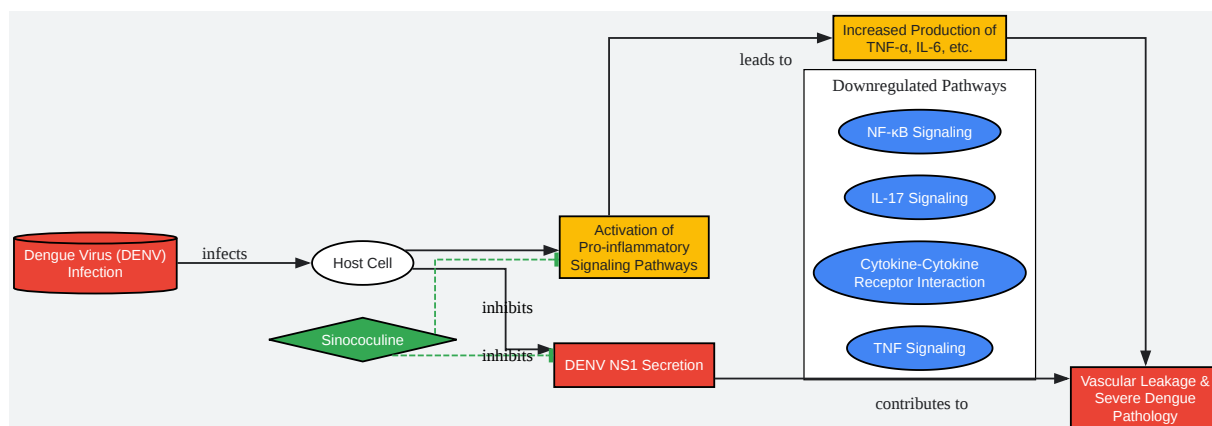 Increased Production of
TNF-α, IL-6, etc.
leads to
Downregulated Pathways
NF-κB Signaling
IL-17 Signaling
Activation of
Pro-inflammatory
Signaling Pathways
Dengue Virus (DENV)
Infection
infects
Host Cell
Cytokine-Cytokine
Receptor Interaction
inhibits
Sinococuline
inhibits
TNF Signaling
DENV NS1 Secretion
contributes to
Vascular Leakage &
Severe Dengue
Pathology